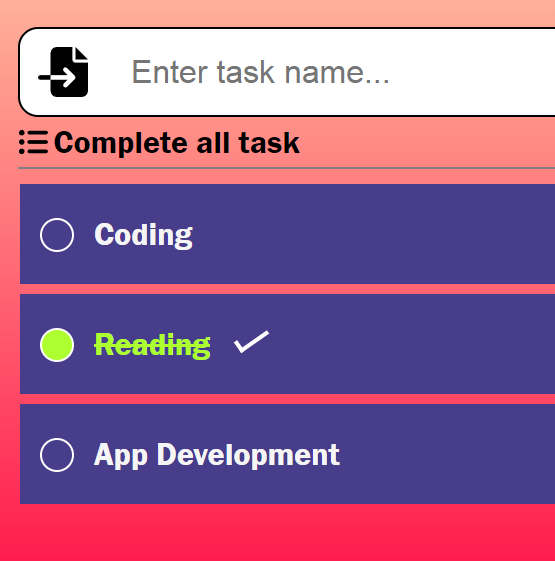 Enter task name...
Complete all task
Coding
Reading
App Development